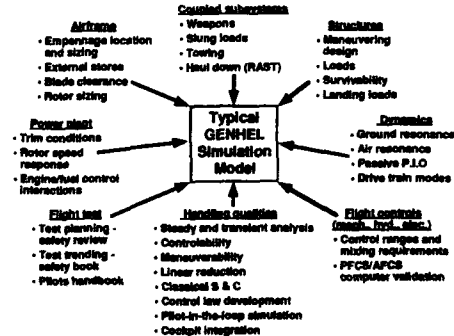 Airframe
• Empennage location
and sizing
• External stores
• Blade clearance
• Rotor sizing
Coupled subsystems
• Weapons
• Slung loads
• Towing
• Haul down (RAST)
Structures
• Maneuvering
design
• Loads
• Survivability
• Landing loads
Power plant
• Trim conditions
• Rotor speed
response
• Engine/fuel control
interactions
Typical
GENHEL
Simulation
Model
Dynamics
• Ground resonance
• Air resonance
• Passive P.I.O
• Drive train modes
Flight test
• Test planning -
safety review
• Test trending -
safety book
• Pilots handbook
Handling qualities
• Steady and transient analysis
• Controlability
• Maneuverability
• Linear reduction
• Classical S & C
• Control law development
• Pilot-in-the-loop simulation
• Cockpit integration
Flight controls
(mech., hyd., elec.)
• Control ranges and
mixing requirements
• PFCS/AFCS
computer validation